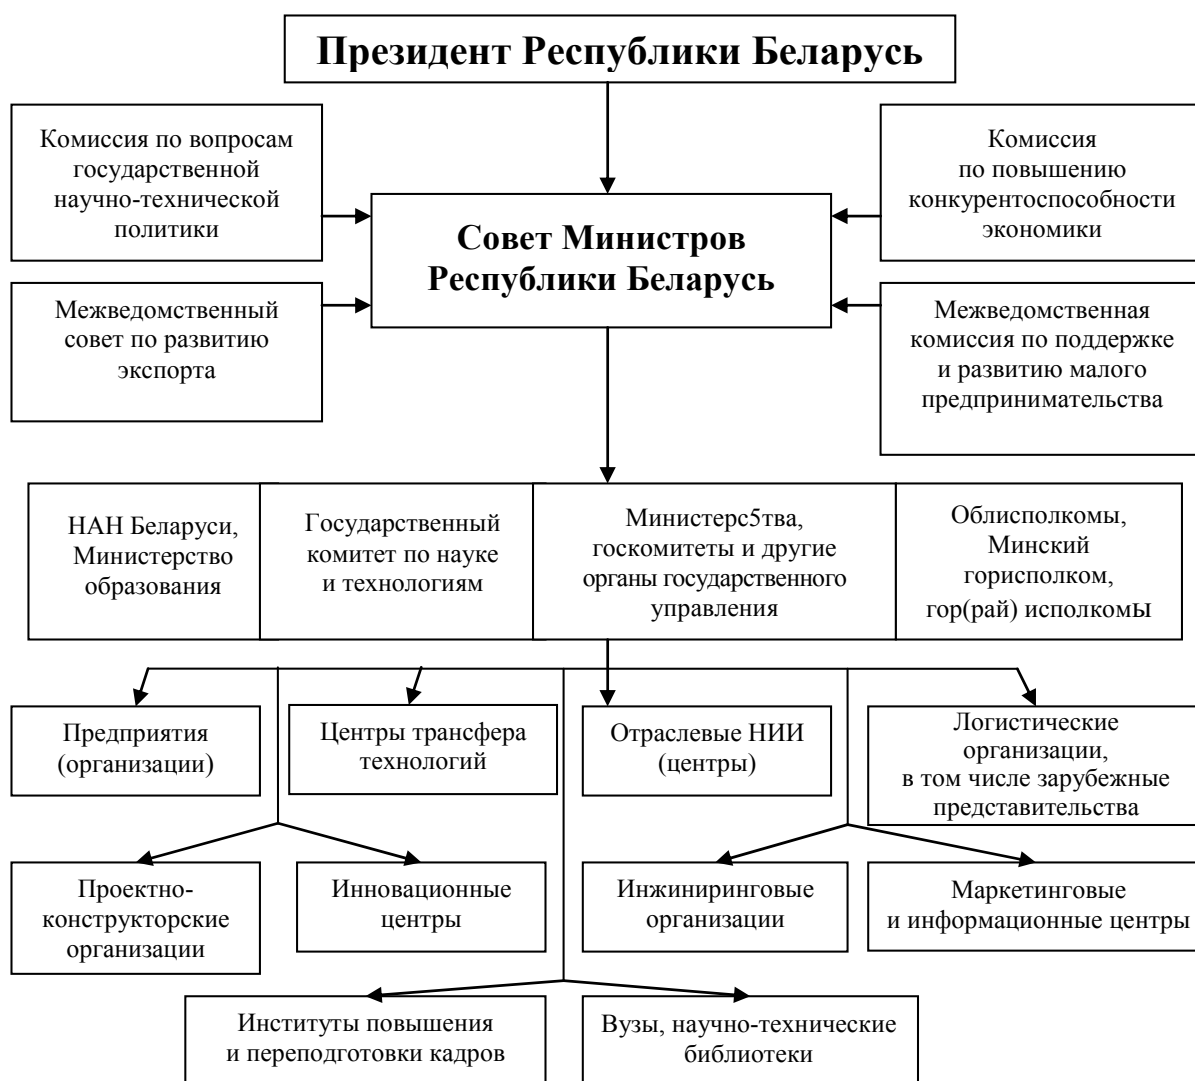 Президент Республики Беларусь
Комиссия по вопросам
государственной
научно-технической
политики
Комиссия
по повышению
конкурентоспособности
экономики
Совет Министров
Республики Беларусь
Межведомственный
совет по развитию
экспорта
Межведомственная
комиссия по поддержке
и развитию малого
предпринимательства
НАН Беларуси,
Министерство
образования
Государственный
комитет по науке
и технологиям
Министерс5тва,
госкомитеты и другие
органы государственного
управления
Облисполкомы,
Минский
горисполком,
гор(рай) исполкомы
Предприятия
(организации)
Центры трансфера
технологий
Отраслевые НИИ
(центры)
Логистические
организации,
в том числе зарубежные
представительства
Проектно-
конструкторские
организации
Инновационные
центры
Инжиниринговые
организации
Маркетинговые
и информационные центры
Институты повышения
и переподготовки кадров
Вузы, научно-технические
библиотеки